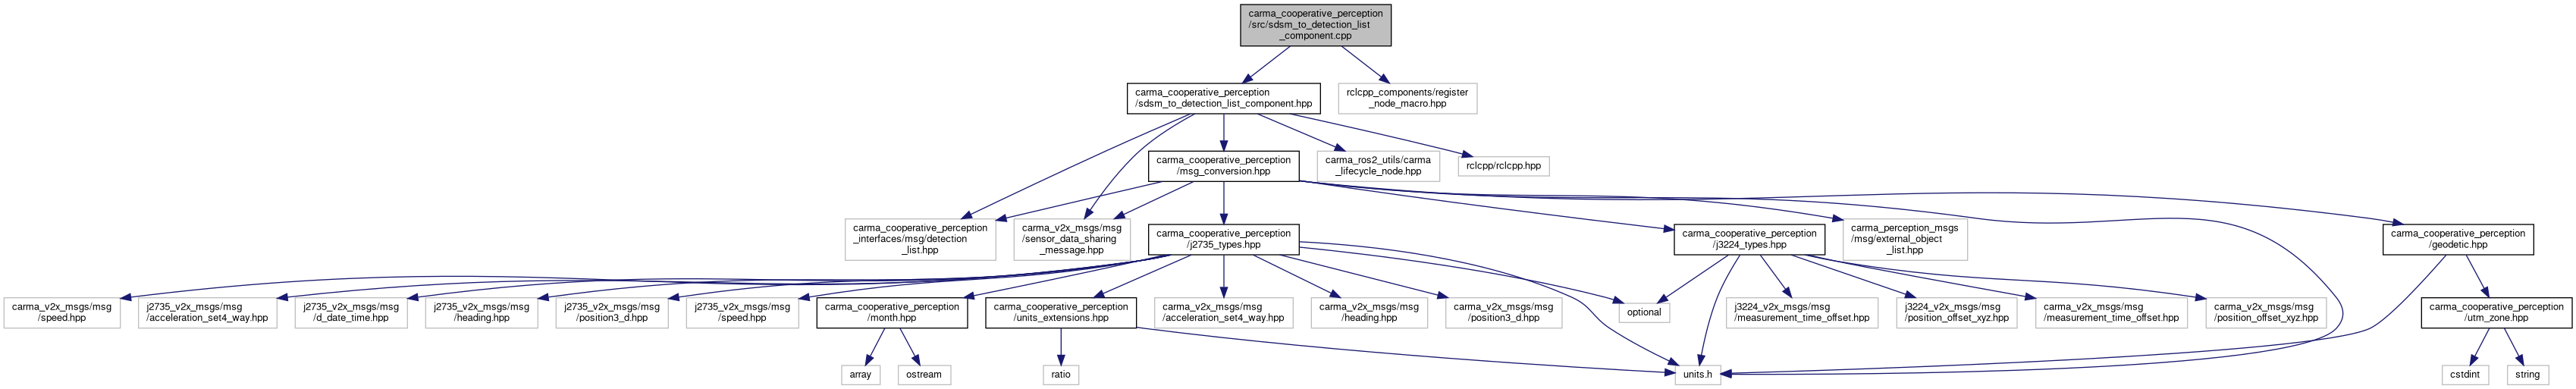 carma_cooperative_perception
/src/sdsm_to_detection_list
_component.cpp
carma_cooperative_perception
/sdsm_to_detection_list_component.hpp
rclcpp_components/register
_node_macro.hpp
carma_cooperative_perception
/msg_conversion.hpp
carma_ros2_utils/carma
_lifecycle_node.hpp
rclcpp/rclcpp.hpp
carma_cooperative_perception
_interfaces/msg/detection
_list.hpp
carma_v2x_msgs/msg
/sensor_data_sharing
_message.hpp
carma_cooperative_perception
/j2735_types.hpp
carma_cooperative_perception
/j3224_types.hpp
carma_perception_msgs
/msg/external_object
_list.hpp
carma_cooperative_perception
/geodetic.hpp
carma_v2x_msgs/msg
/speed.hpp
j2735_v2x_msgs/msg
/acceleration_set4_way.hpp
j2735_v2x_msgs/msg
/d_date_time.hpp
j2735_v2x_msgs/msg
/heading.hpp
j2735_v2x_msgs/msg
/position3_d.hpp
j2735_v2x_msgs/msg
/speed.hpp
carma_cooperative_perception
/month.hpp
carma_cooperative_perception
/units_extensions.hpp
carma_v2x_msgs/msg
/acceleration_set4_way.hpp
carma_v2x_msgs/msg
/heading.hpp
carma_v2x_msgs/msg
/position3_d.hpp
optional
j3224_v2x_msgs/msg
/measurement_time_offset.hpp
j3224_v2x_msgs/msg
/position_offset_xyz.hpp
carma_v2x_msgs/msg
/measurement_time_offset.hpp
carma_v2x_msgs/msg
/position_offset_xyz.hpp
carma_cooperative_perception
/utm_zone.hpp
array
ostream
ratio
units.h
cstdint
string